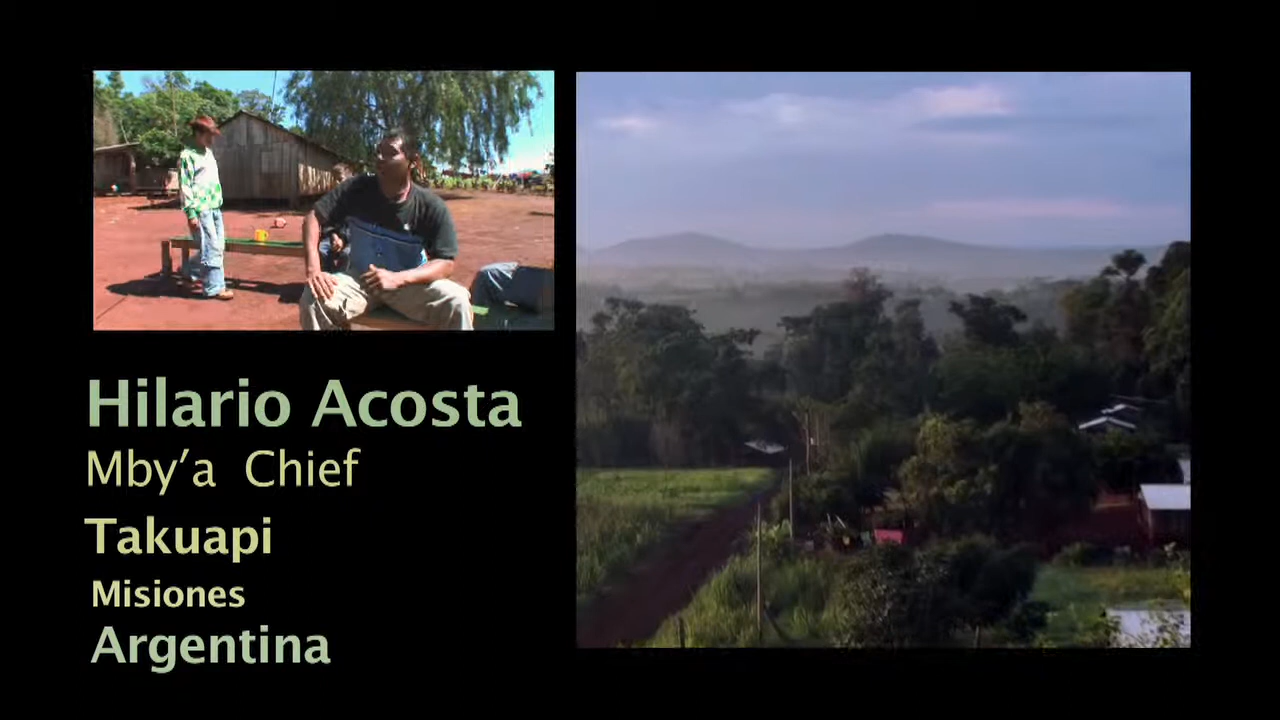 Hilario Acosta
Mby’a Chief
Takuapi
Misiones
Argentina